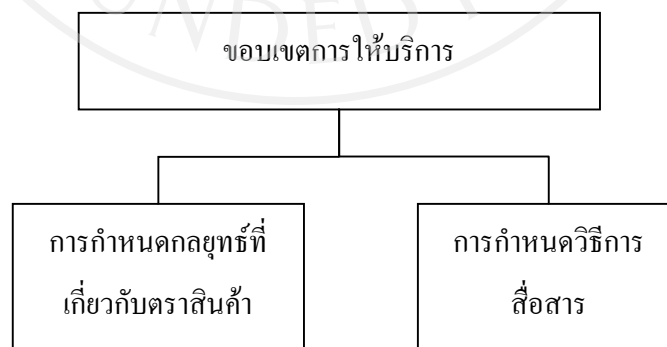 ขอบเขตการให้บริการ
การกำหนดกลยุทธ์ที่
เกี่ยวกับตราสินค้า
การกำหนดวิธีการ
สื่อสาร